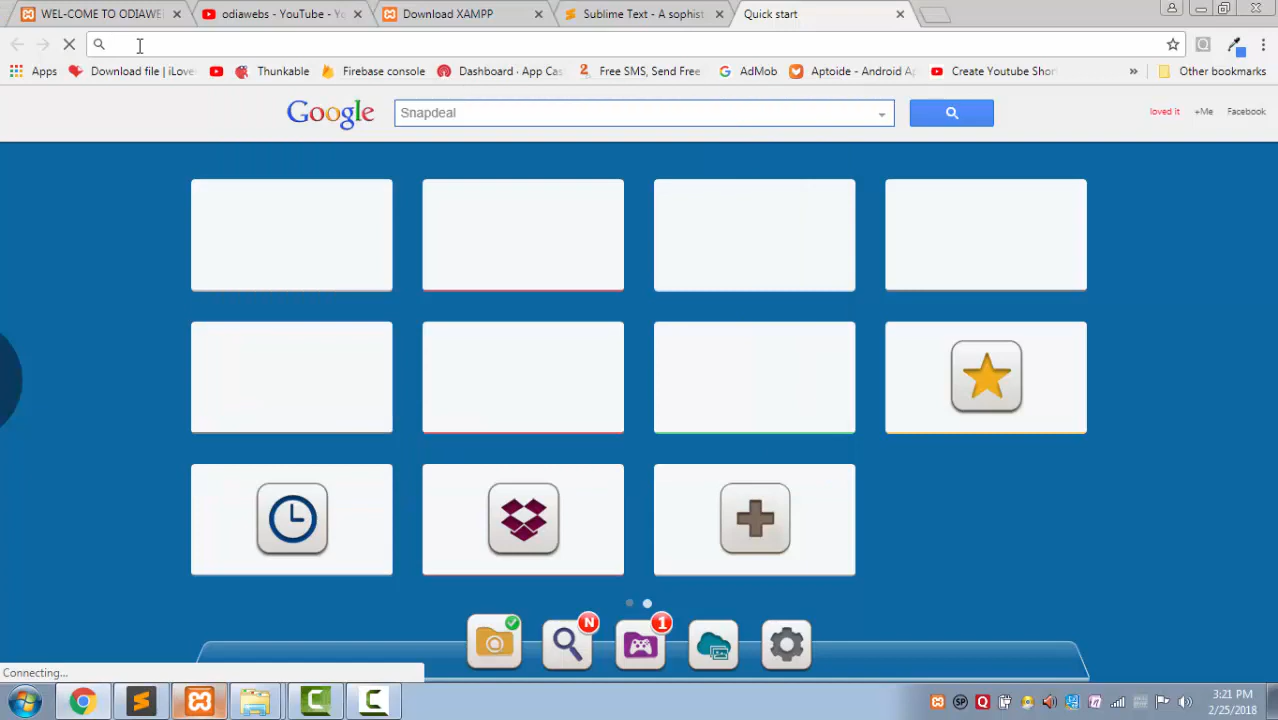 WEL-COME TO ODIAWE
odiawebs - YouTube - Yo
Download XAMPP
Sublime Text - A sophist
Quick start
Apps
Download file | iLove
Thunkable
Firebase console
Dashboard · App Cas
Free SMS, Send Free
AdMob
Aptoide - Android Ap
Create Youtube Shor
»
Other bookmarks
Google
Snapdeal
loved it
+Me
Facebook
N
1
Connecting...
3:21 PM
2/25/2018